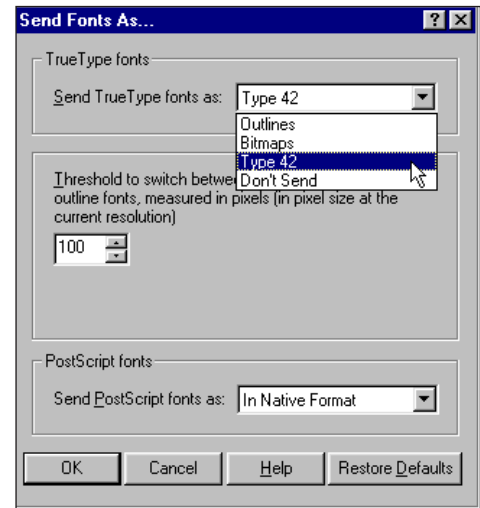 Send Fonts As...
TrueType fonts
Send TrueType fonts as: Type 42
Outlines
Bitmaps
Type 42
Don't Send
Threshold to switch betwe
outline fonts, measured in pixels (in pixel size at the
current resolution)
100
PostScript fonts
Send PostScript fonts as: In Native Format
OK Cancel Help Restore Defaults